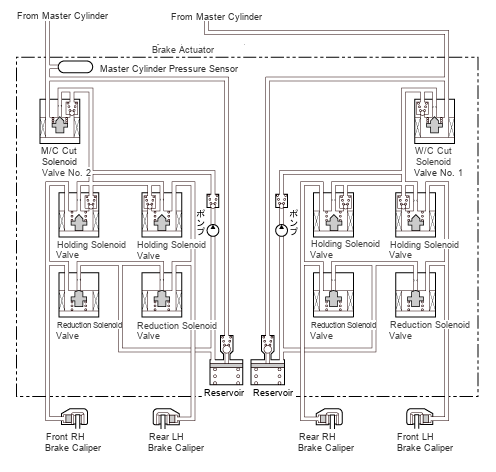 From Master Cylinder
From Master Cylinder
Brake Actuator
Master Cylinder Pressure Sensor
M/C Cut
Solenoid
Valve No. 2
W/C Cut
Solenoid
Valve No. 1
ポンプ
ポンプ
Holding Solenoid
Valve
Holding Solenoid
Valve
Holding Solenoid
Valve
Holding Solenoid
Valve
Reduction Solenoid
Valve
Reduction Solenoid
Valve
Reduction Solenoid
Valve
Reduction Solenoid
Valve
Reservoir
Reservoir
Front RH
Brake Caliper
Rear LH
Brake Caliper
Rear RH
Brake Caliper
Front LH
Brake Caliper